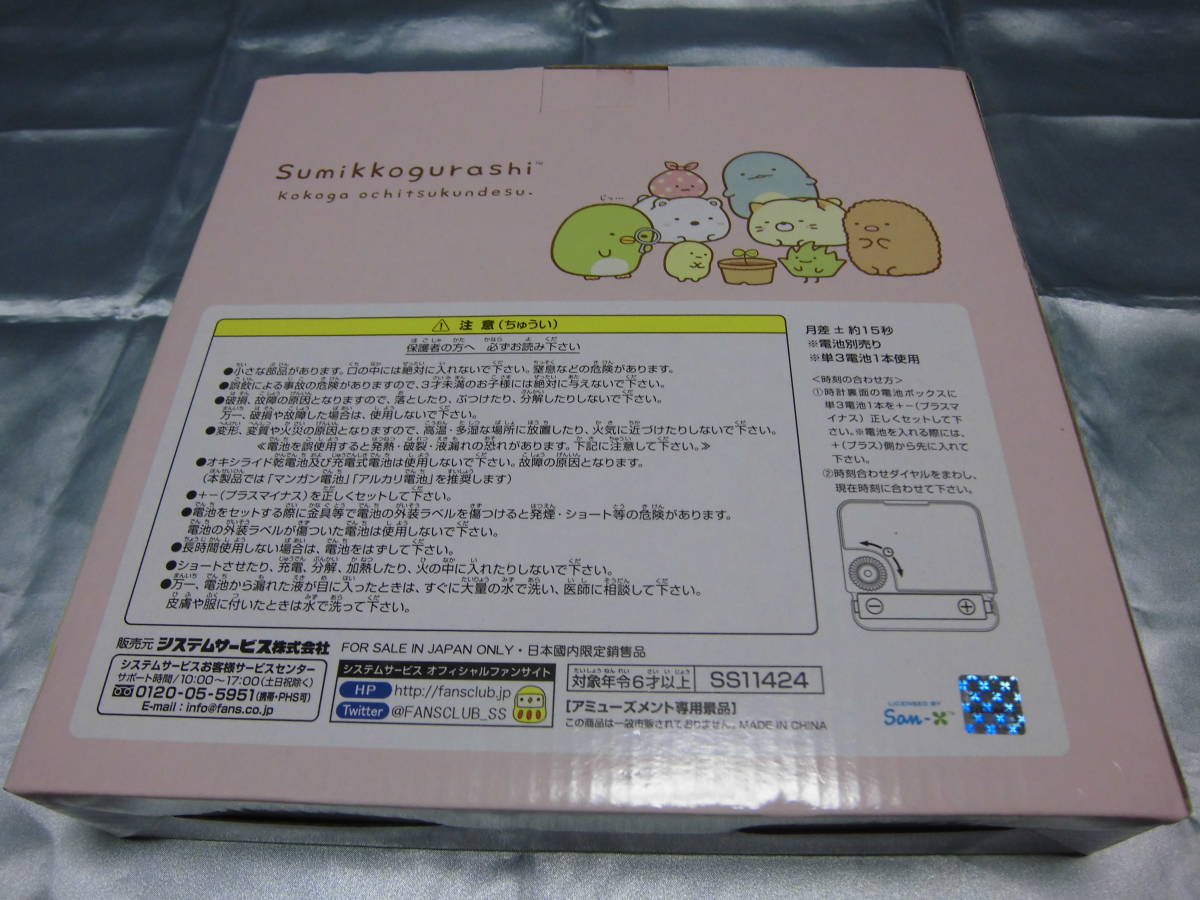 Sumikkogurashi™
Kokoga ochitsukundesu.
じっ…
⚠ 注意(ちゅうい)
保護者の方へ 必ずお読み下さい
●小さな部品があります。口の中には絶対に入れないで下さい。窒息などの危険があります。
●誤飲による事故の危険がありますので、3才未満のお子様には絶対に与えないで下さい。
●破損、故障の原因となりますので、落としたり、ぶつけたり、分解したりしないで下さい。
万一、破損や故障した場合は、使用しないで下さい。
●変形、変質や火災の原因となりますので、高温・多湿な場所に放置したり、火気に近づけたりしないで下さい。
≪電池を誤使用すると発熱・破裂・液漏れの恐れがあります。下記に注意して下さい。≫
●オキシライド乾電池及び充電式電池は使用しないで下さい。故障の原因となります。
(本製品では「マンガン電池」「アルカリ電池」を推奨します)
●+−(プラスマイナス)を正しくセットして下さい。
●電池をセットする際に金具等で電池の外装ラベルを傷つけると発煙・ショート等の危険があります。
電池の外装ラベルが傷ついた電池は使用しないで下さい。
●長時間使用しない場合は、電池をはずして下さい。
●ショートさせたり、充電、分解、加熱したり、火の中に入れたりしないで下さい。
●万一、電池から漏れた液が目に入ったときは、すぐに大量の水で洗い、医師に相談して下さい。
皮膚や服に付いたときは水で洗って下さい。
月差±約15秒
※電池別売り
※単3電池1本使用
<時刻の合わせ方>
①時計裏面の電池ボックスに
単3電池1本を+−(プラスマ
イナス) 正しくセットして下
さい。※電池を入れる際には、
+(プラス)側から先に入れて
下さい。
②時刻合わせダイヤルをまわし、
現在時刻に合わせて下さい。
− +
販売元 システムサービス株式会社 FOR SALE IN JAPAN ONLY・日本國内限定銷售品
システムサービスお客様サービスセンター
サポート時間/10:00〜17:00(土日祝除く)
0120-05-5951(携帯・PHS可)
E-mail : info@fans.co.jp
システムサービス オフィシャルファンサイト
HP http://fansclub.jp
Twitter @FANSCLUB_SS
対象年令6才以上 SS11424
【アミューズメント専用景品】
この商品は一般市販されておりません。MADE IN CHINA
LICENSED BY
San-X™